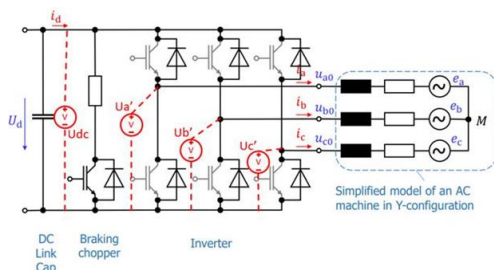 i_d
U_d
V
Udc
Ua'
V
Ub'
V
Uc'
V
i_a
u_a0
i_b
u_b0
i_c
u_c0
e_a
e_b
e_c
M
Simplified model of an AC
machine in Y-configuration
DC
Link
Cap
Braking
chopper
Inverter